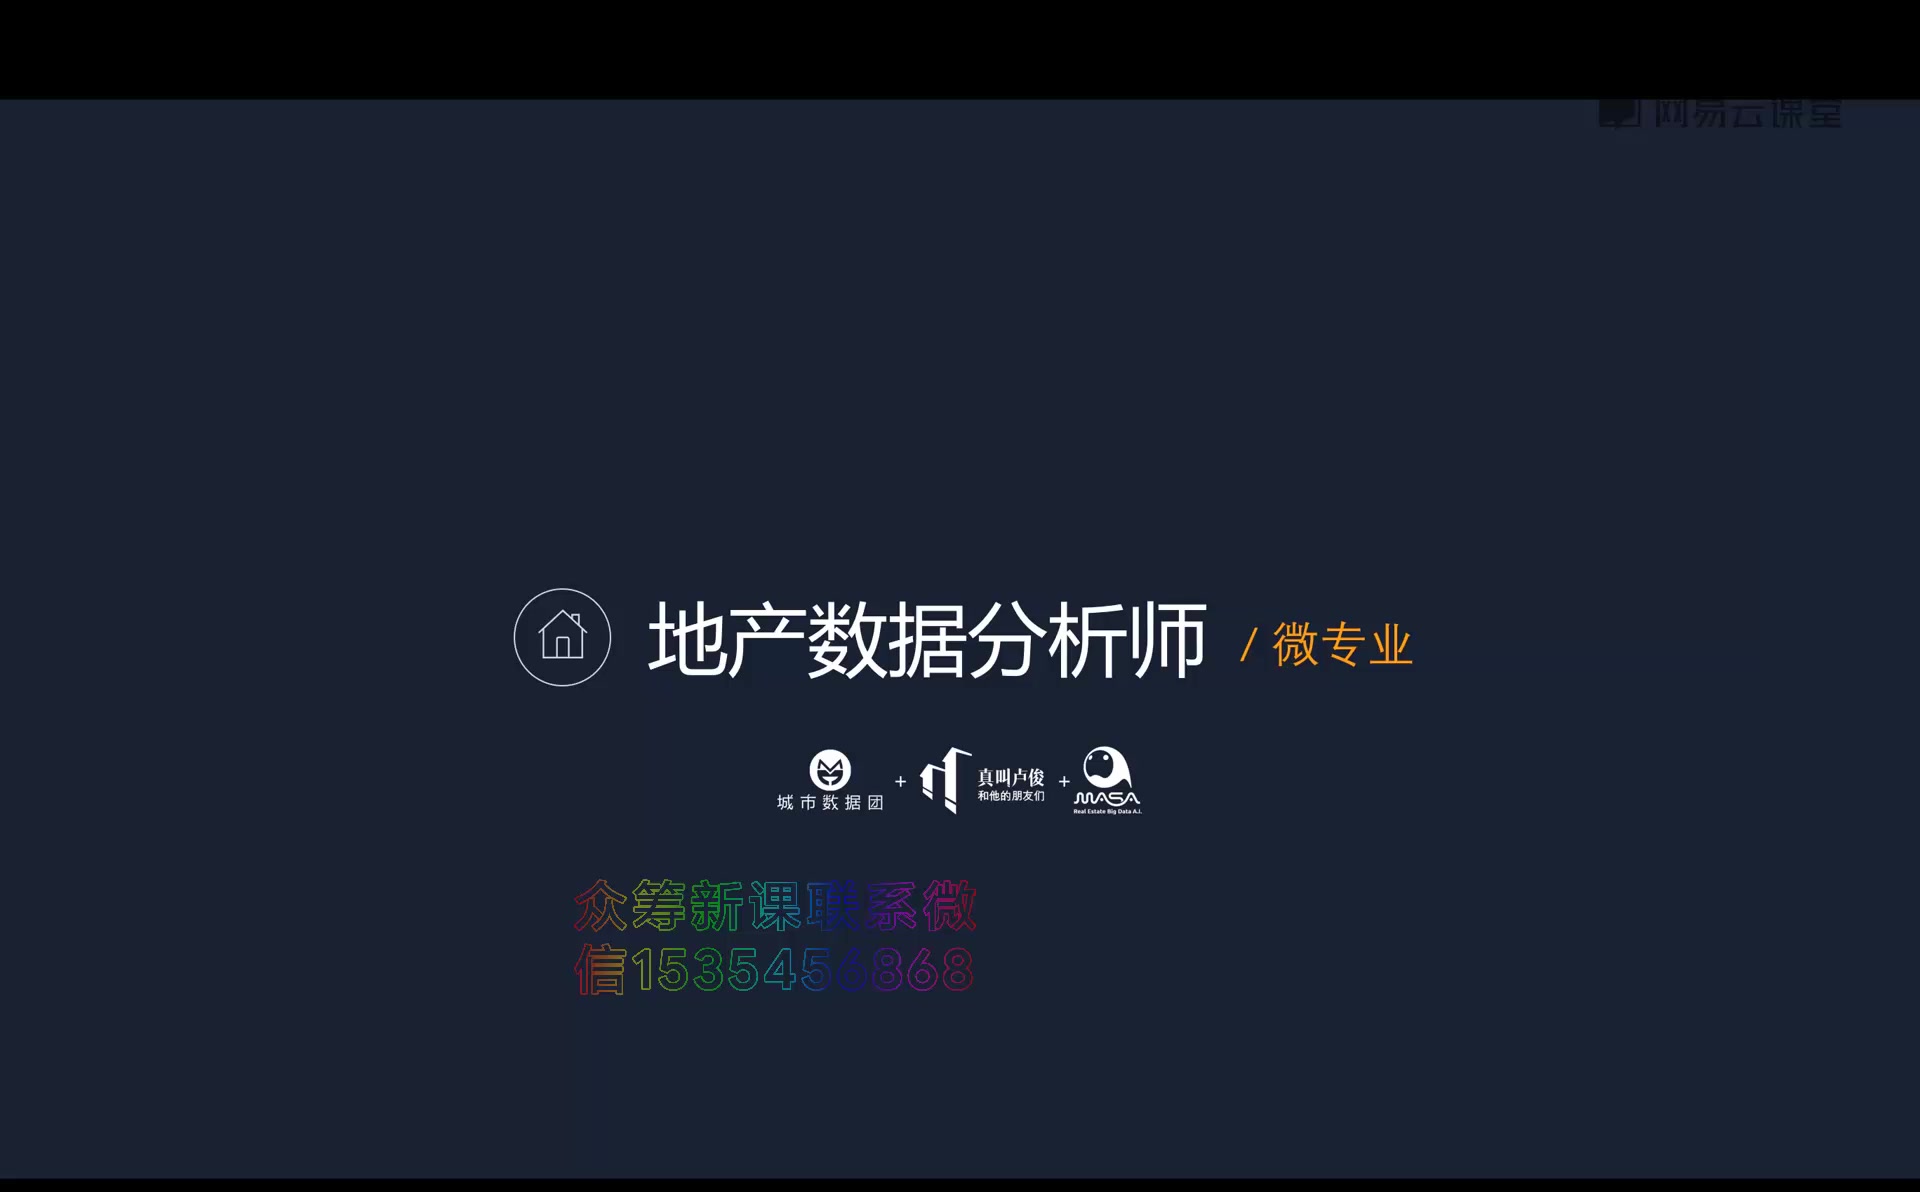 网易云课堂
地产数据分析师 / 微专业
城市数据团 + 真叫卢俊 + MASA
和他的朋友们
Real Estate Big Data A.I.
众筹新课联系微
信1535456868